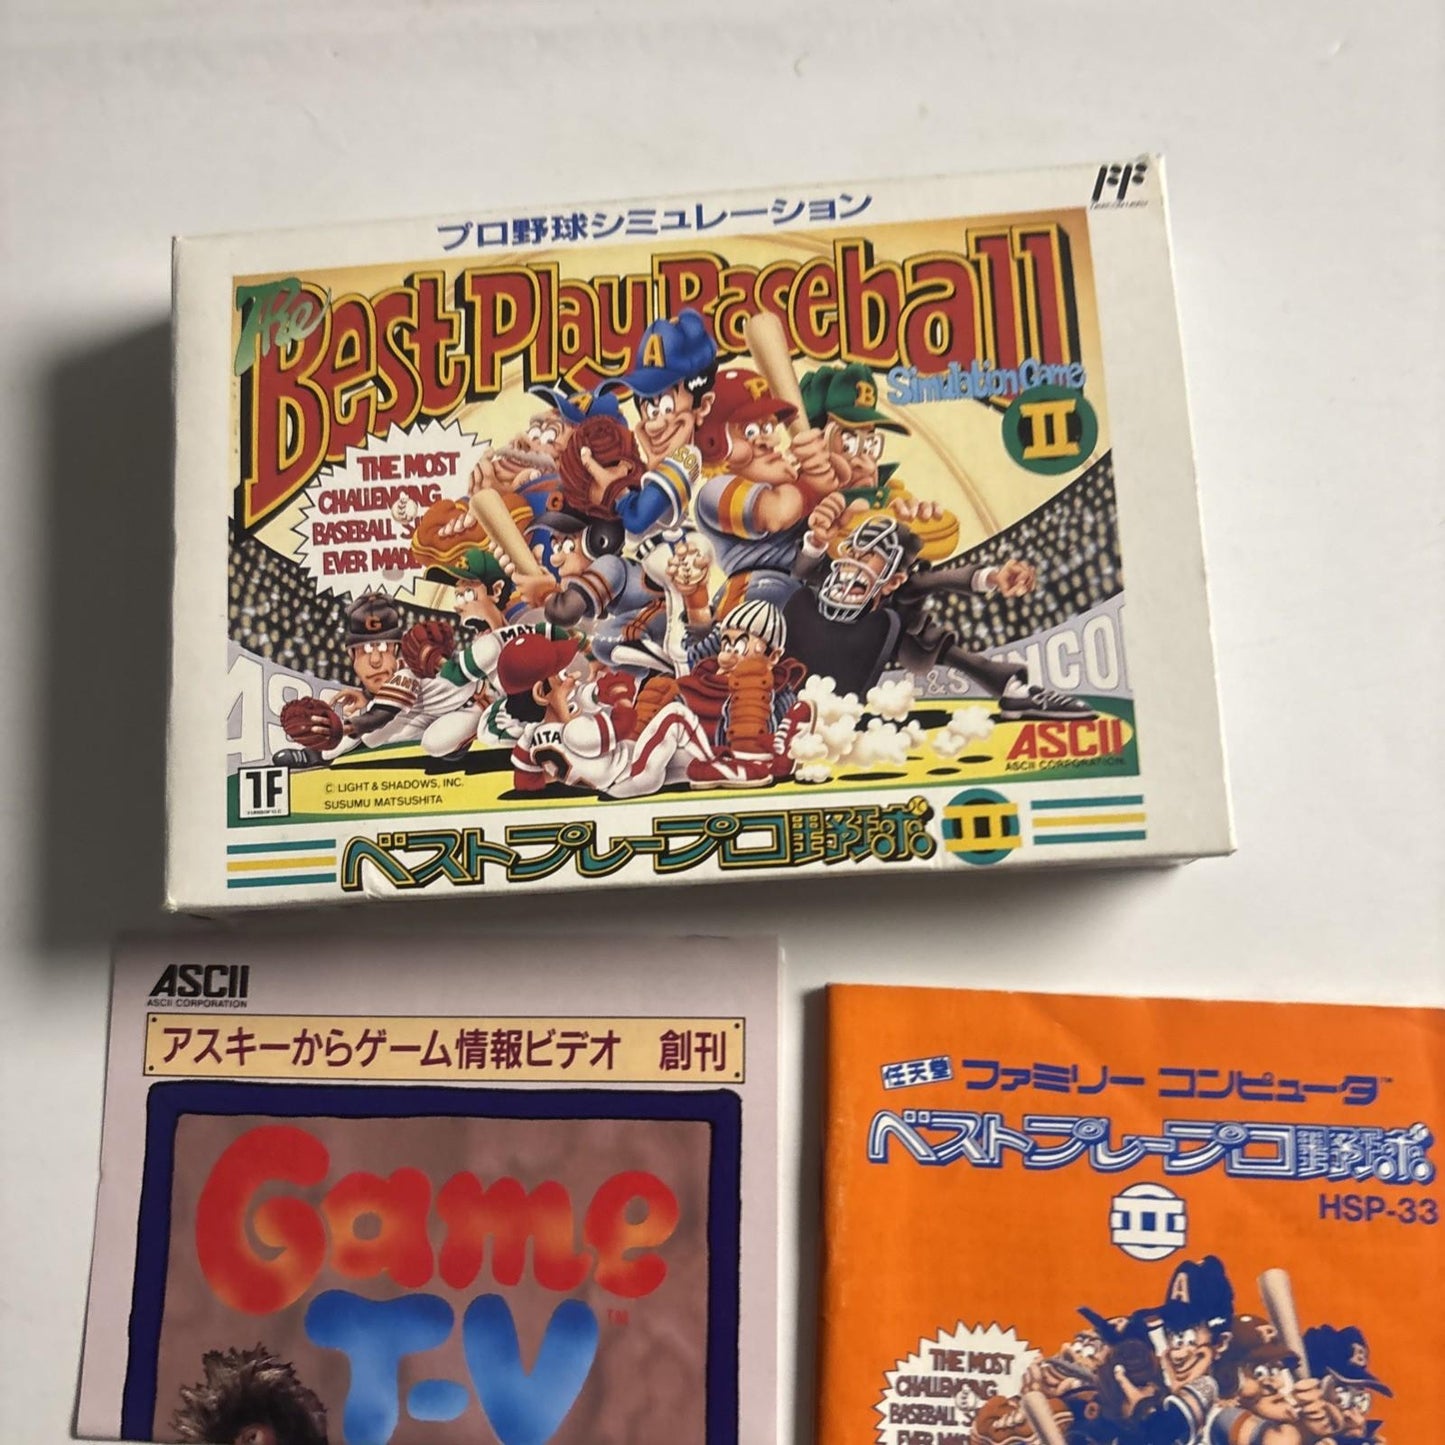 プロ野球シミュレーション
The Best Play Baseball
Simulation Game
II
THE MOST
CHALLENGING
BASEBALL
EVER MADE
A
P
B
G
G
MAT
ASCII
ASCII CORPORATION
1F
© LIGHT & SHADOWS, INC.
SUSUMU MATSUSHITA
ベストプレープロ野球 II
ASCII
ASCII CORPORATION
アスキーからゲーム情報ビデオ 創刊
Game
T-V
TM
任天堂 ファミリーコンピュータ™
ベストプレープロ野球
II
HSP-33
A
P
B
THE MOST
CHALLENGING
BASEBALL
EVER